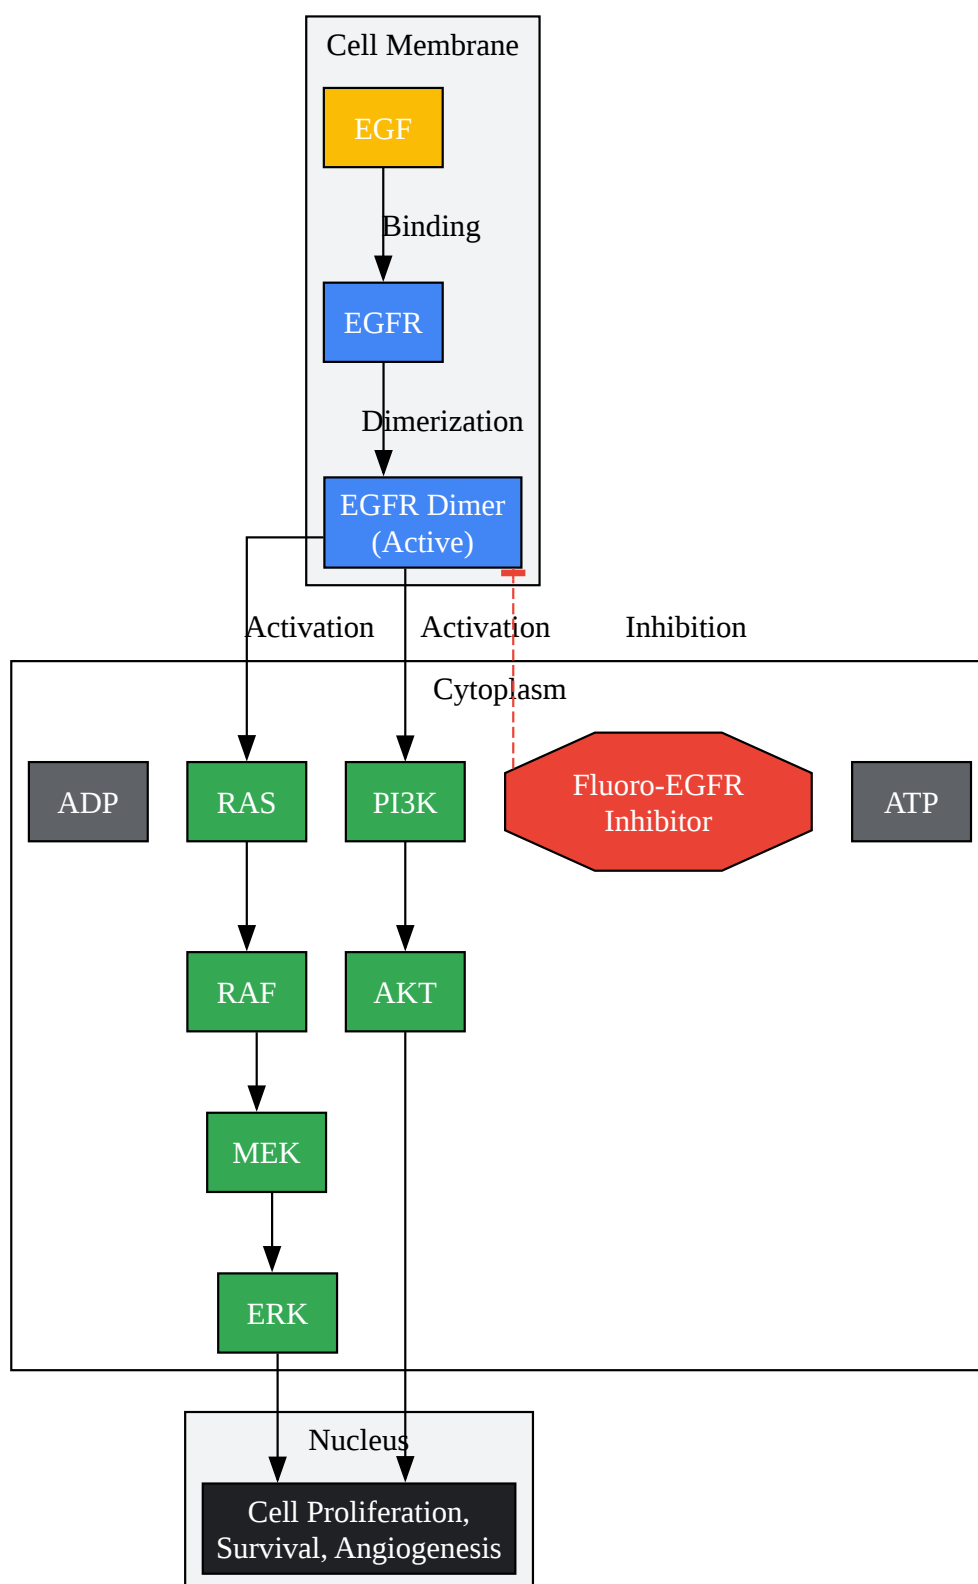 Cell Membrane
EGF
Binding
EGFR
Dimerization
EGFR Dimer
(Active)
Activation
Activation
Inhibition
Cytoplasm
ADP
RAS
PI3K
Fluoro-EGFR
Inhibitor
ATP
RAF
AKT
MEK
ERK
Nucleus
Cell Proliferation,
Survival, Angiogenesis